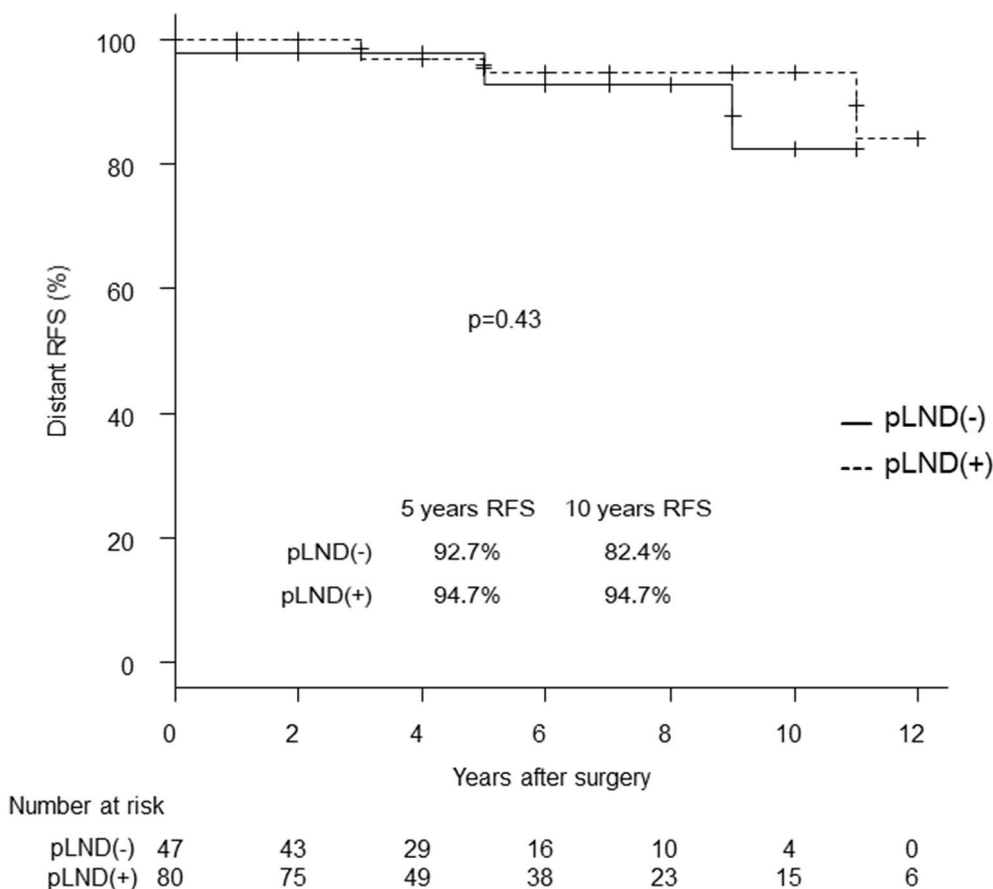 100
80
60
40
20
0
Distant RFS (%)
p=0.43
pLND(-)
pLND(+)
5 years RFS 10 years RFS
pLND(-) 92.7% 82.4%
pLND(+) 94.7% 94.7%
0 2 4 6 8 10 12
Years after surgery
Number at risk
pLND(-) 47 43 29 16 10 4 0
pLND(+) 80 75 49 38 23 15 6